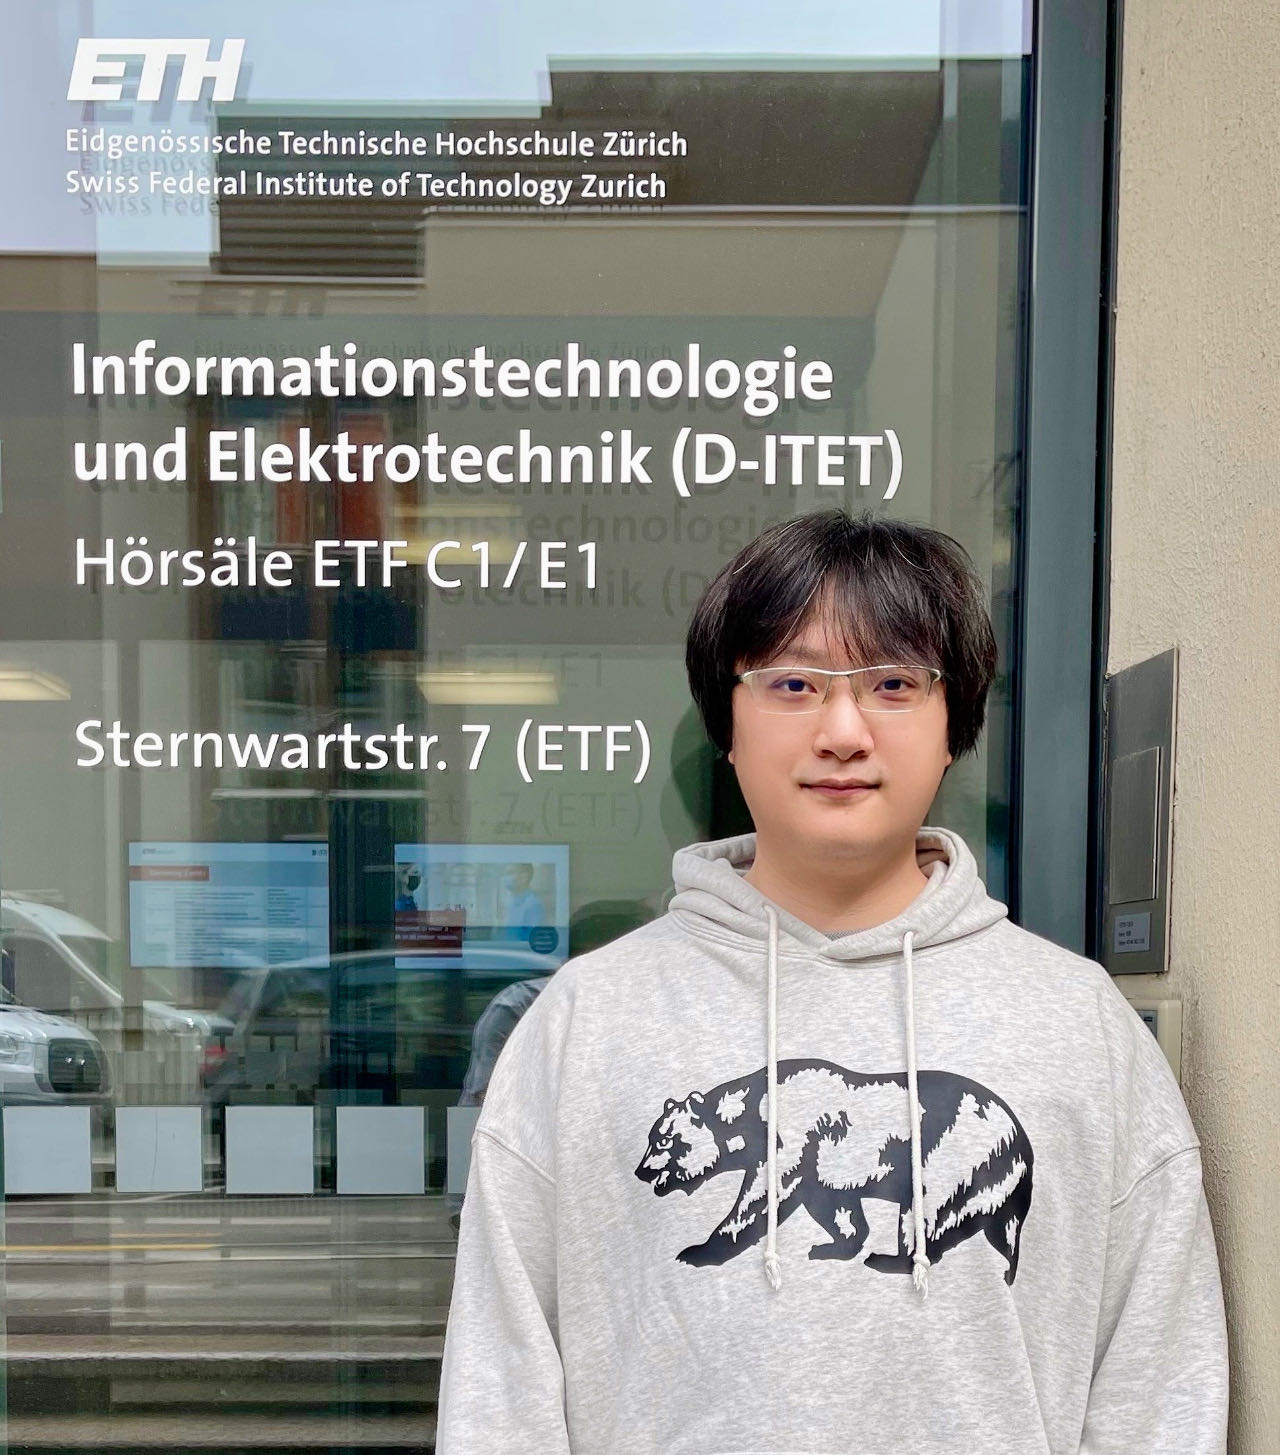 ETH
Eidgenössische Technische Hochschule Zürich
Swiss Federal Institute of Technology Zurich
Informationstechnologie
und Elektrotechnik (D-ITET)
Hörsäle ETF C1/E1
Sternwartstr. 7 (ETF)